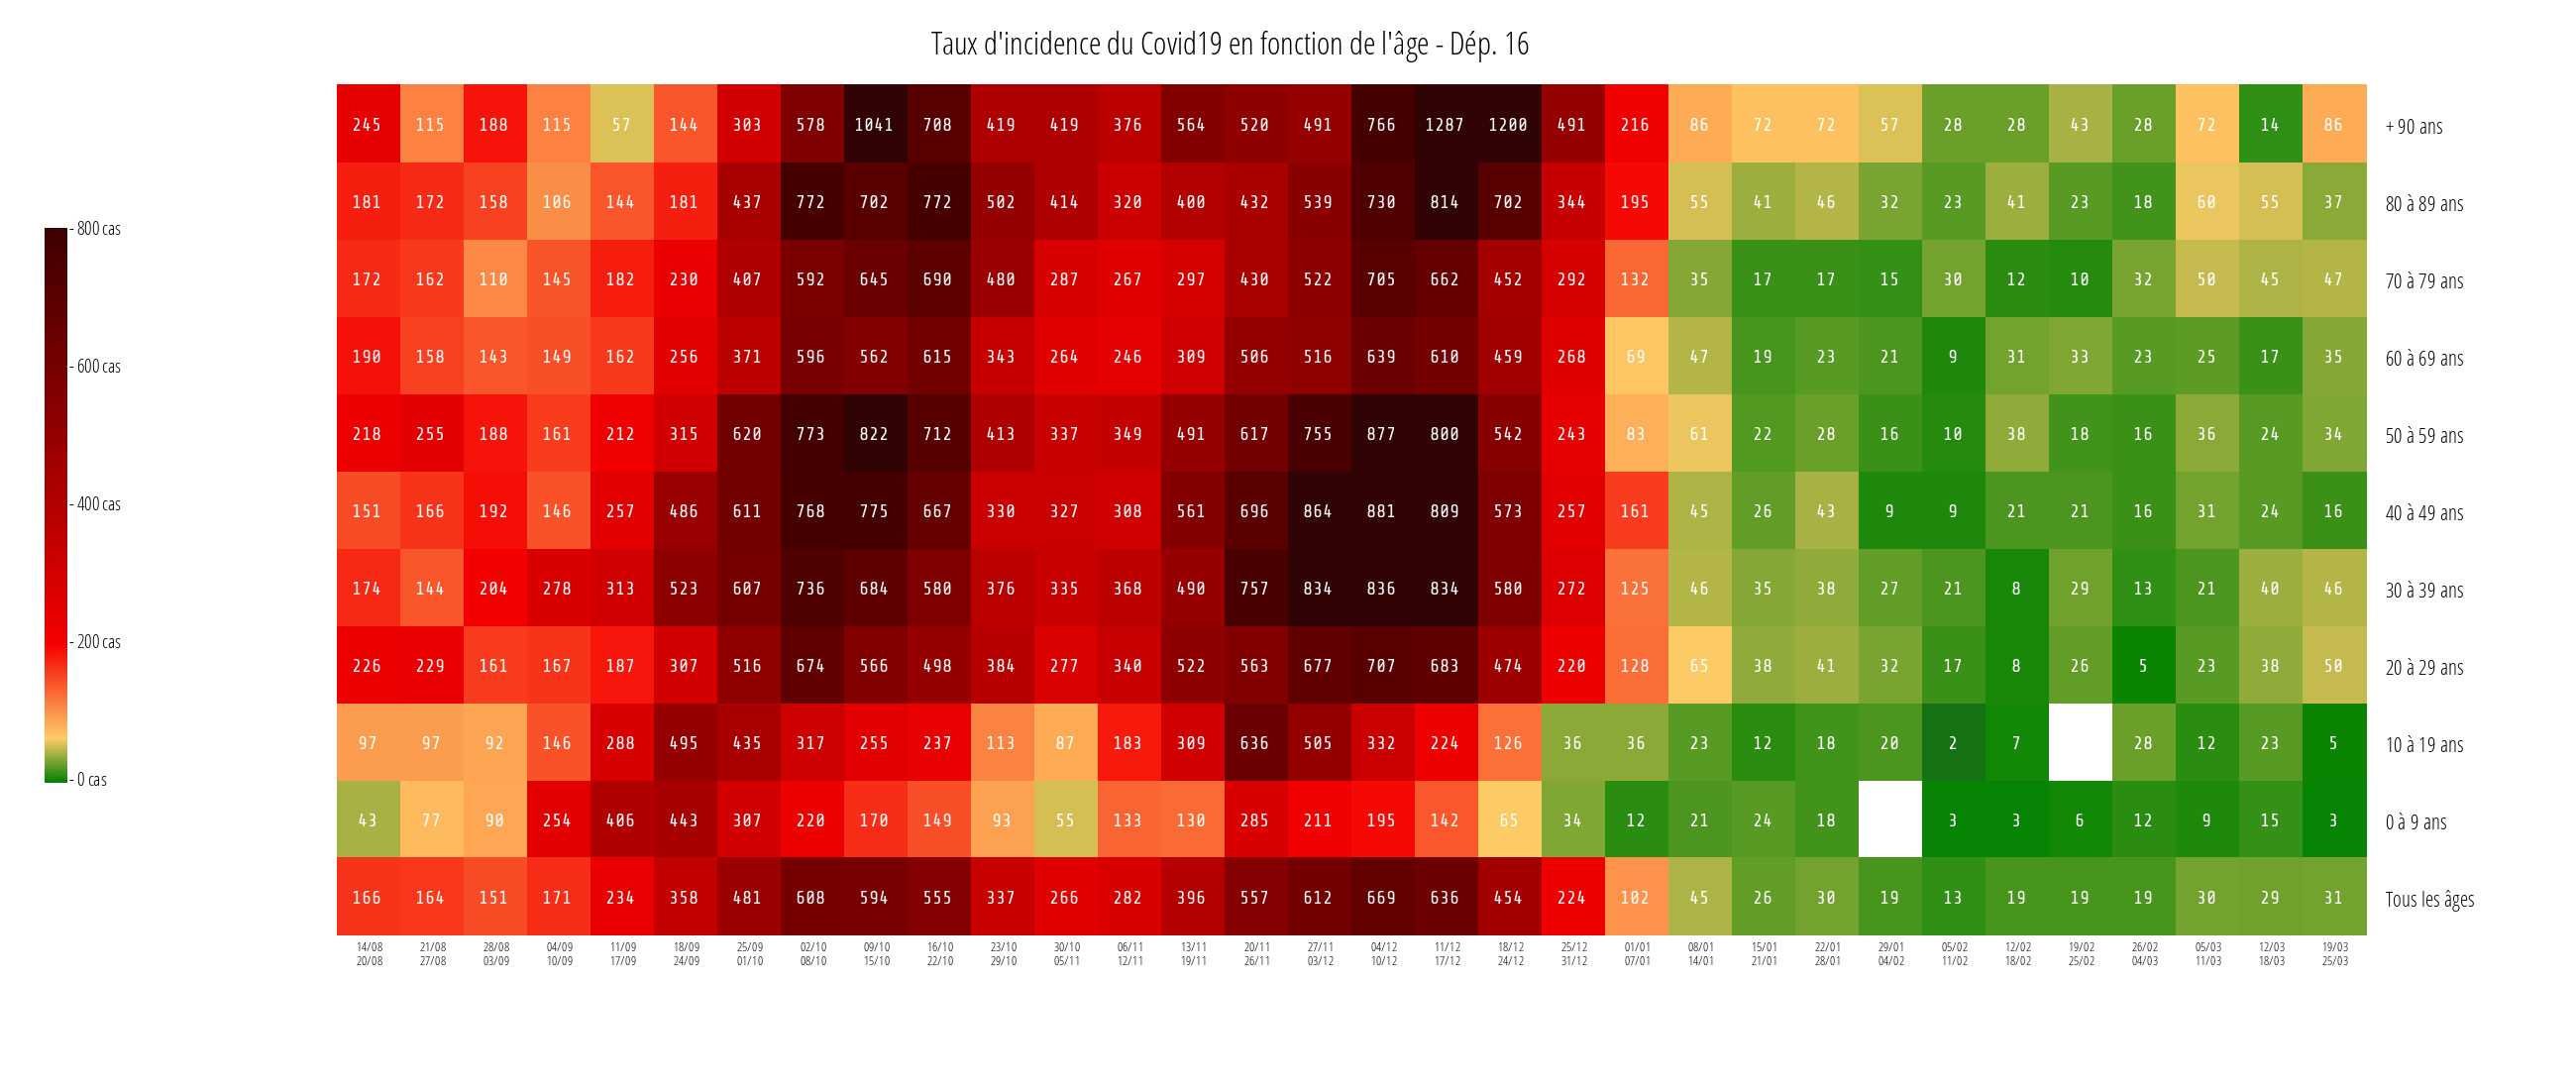 Taux d'incidence du Covid19 en fonction de l'âge - Dép. 16
245 115 188 115 57 144 303 578 1041 708 419 419 376 564 520 491 766 1287 1200 491 216 86 72 72 57 28 28 43 28 72 14 86 + 90 ans
181 172 158 106 144 181 437 772 702 772 502 414 320 400 432 539 730 814 702 344 195 55 41 46 32 23 41 23 18 60 55 37 80 à 89 ans
- 800 cas
172 162 110 145 182 230 407 592 645 690 480 287 267 297 430 522 705 662 452 292 132 35 17 17 15 30 12 10 32 50 45 47 70 à 79 ans
190 158 143 149 162 256 371 596 562 615 343 264 246 309 506 516 639 610 459 268 69 47 19 23 21 9 31 33 23 25 17 35 60 à 69 ans
- 600 cas
218 255 188 161 212 315 620 773 822 712 413 337 349 491 617 755 877 800 542 243 83 61 22 28 16 10 38 18 16 36 24 34 50 à 59 ans
- 400 cas
151 166 192 146 257 486 611 768 775 667 330 327 308 561 696 864 881 809 573 257 161 45 26 43 9 9 21 21 16 31 24 16 40 à 49 ans
174 144 204 278 313 523 607 736 684 580 376 335 368 490 757 834 836 834 580 272 125 46 35 38 27 21 8 29 13 21 40 46 30 à 39 ans
- 200 cas
226 229 161 167 187 307 516 674 566 498 384 277 340 522 563 677 707 683 474 220 128 65 38 41 32 17 8 26 5 23 38 50 20 à 29 ans
97 97 92 146 288 495 435 317 255 237 113 87 183 309 636 505 332 224 126 36 36 23 12 18 20 2 7 28 12 23 5 10 à 19 ans
- 0 cas
43 77 90 254 406 443 307 220 170 149 93 55 133 130 285 211 195 142 65 34 12 21 24 18 3 3 6 12 9 15 3 0 à 9 ans
166 164 151 171 234 358 481 608 594 555 337 266 282 396 557 612 669 636 454 224 102 45 26 30 19 13 19 19 19 30 29 31 Tous les âges
14/08 21/08 28/08 04/09 11/09 18/09 25/09 02/10 09/10 16/10 23/10 30/10 06/11 13/11 20/11 27/11 04/12 11/12 18/12 25/12 01/01 08/01 15/01 22/01 29/01 05/02 12/02 19/02 26/02 05/03 12/03 19/03
20/08 27/08 03/09 10/09 17/09 24/09 01/10 08/10 15/10 22/10 29/10 05/11 12/11 19/11 26/11 03/12 10/12 17/12 24/12 31/12 07/01 14/01 21/01 28/01 04/02 11/02 18/02 25/02 04/03 11/03 18/03 25/03